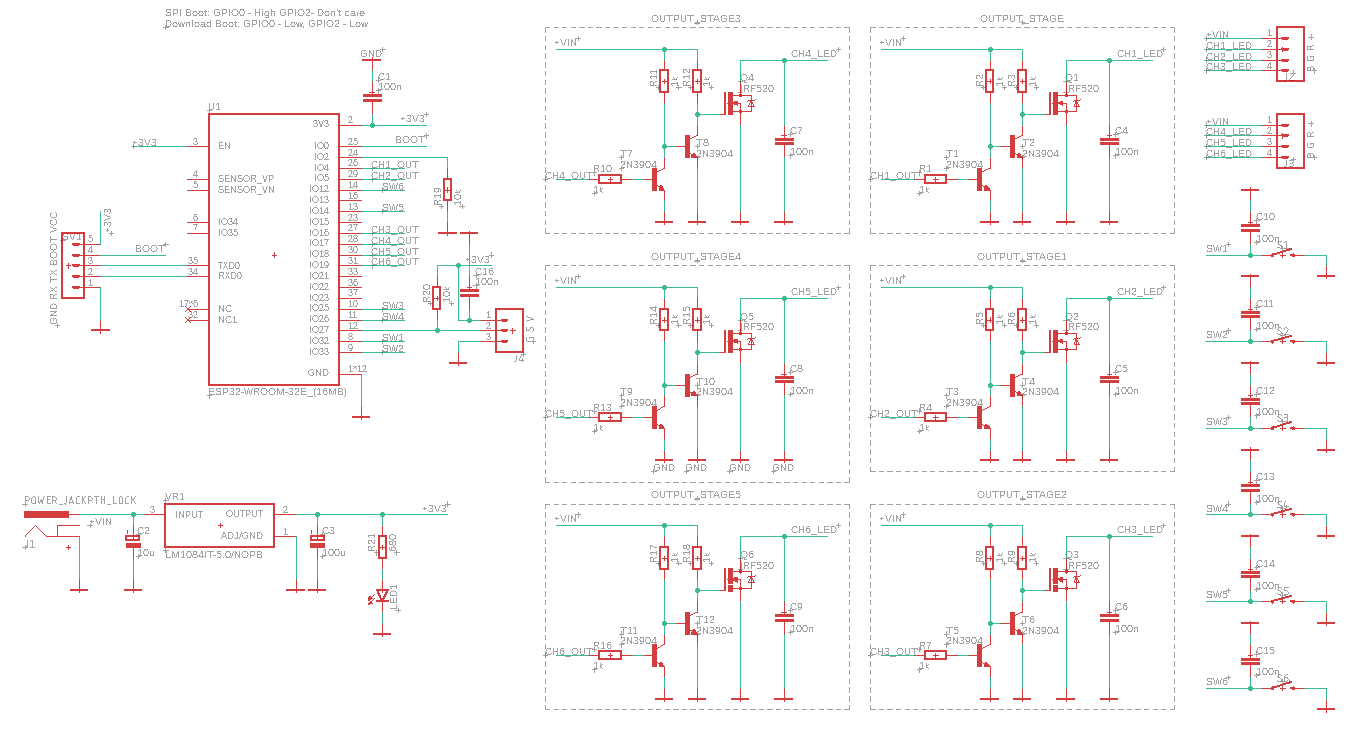 SPI Boot: GPIO0 - High GPIO2- Don't care
Download Boot: GPIO0 - Low, GPIO2 - Low
GND
C1
100n
U1
3V3
2
+3V3
3
EN
+3V3
IO0
25
BOOT
IO2
24
IO4
26
CH1_OUT
IO5
29
CH2_OUT
4
SENSOR_VP
IO12
14
SW6
5
SENSOR_VN
IO13
16
IO14
13
SW5
IO15
23
6
IO34
IO16
27
CH3_OUT
7
IO35
IO17
28
CH4_OUT
IO18
30
CH5_OUT
35
TXD0
IO19
31
CH6_OUT
34
RXD0
IO21
33
IO22
36
IO23
37
17*6
NC
IO25
10
SW3
32
NC1
IO26
11
SW4
IO27
12
IO32
8
SW1
IO33
9
SW2
GND
1*12
ESP32-WROOM-32E_(16MB)
R19
10k
R20
10k
+3V3
C16
100n
1
2
3
G S V
J4
SV1
GND RX TX BOOT VCC
5
4
3
2
1
+3V3
BOOT
POWER_JACKPTH_LOCK
+VIN
J1
C2
10u
VR1
3
INPUT
OUTPUT
2
ADJ/GND
1
LM1084IT-5.0/NOPB
C3
100u
+3V3
R21
680
LED1
OUTPUT_STAGE3
+VIN
R11
1k
R12
1k
CH4_LED
Q4
IRF520
C7
100n
T8
2N3904
T7
2N3904
CH4_OUT
R10
1k
OUTPUT_STAGE
+VIN
R2
1k
R3
1k
CH1_LED
Q1
IRF520
C4
100n
T2
2N3904
T1
2N3904
CH1_OUT
R1
1k
OUTPUT_STAGE4
+VIN
R14
1k
R15
1k
CH5_LED
Q5
IRF520
C8
100n
T10
2N3904
T9
2N3904
CH5_OUT
R13
1k
GND
GND
GND
GND
OUTPUT_STAGE1
+VIN
R5
1k
R6
1k
CH2_LED
Q2
IRF520
C5
100n
T4
2N3904
T3
2N3904
CH2_OUT
R4
1k
OUTPUT_STAGE5
+VIN
R17
1k
R18
1k
CH6_LED
Q6
IRF520
C9
100n
T12
2N3904
T11
2N3904
CH6_OUT
R16
1k
OUTPUT_STAGE2
+VIN
R8
1k
R9
1k
CH3_LED
Q3
IRF520
C6
100n
T6
2N3904
T5
2N3904
CH3_OUT
R7
1k
+VIN
1
CH1_LED
2
CH2_LED
3
CH3_LED
4
B G R +
J2
+VIN
1
CH4_LED
2
CH5_LED
3
CH6_LED
4
B G R +
J3
C10
100n
SW1
S1
C11
100n
SW2
S2
C12
100n
SW3
S3
C13
100n
SW4
S4
C14
100n
SW5
S5
C15
100n
SW6
S6